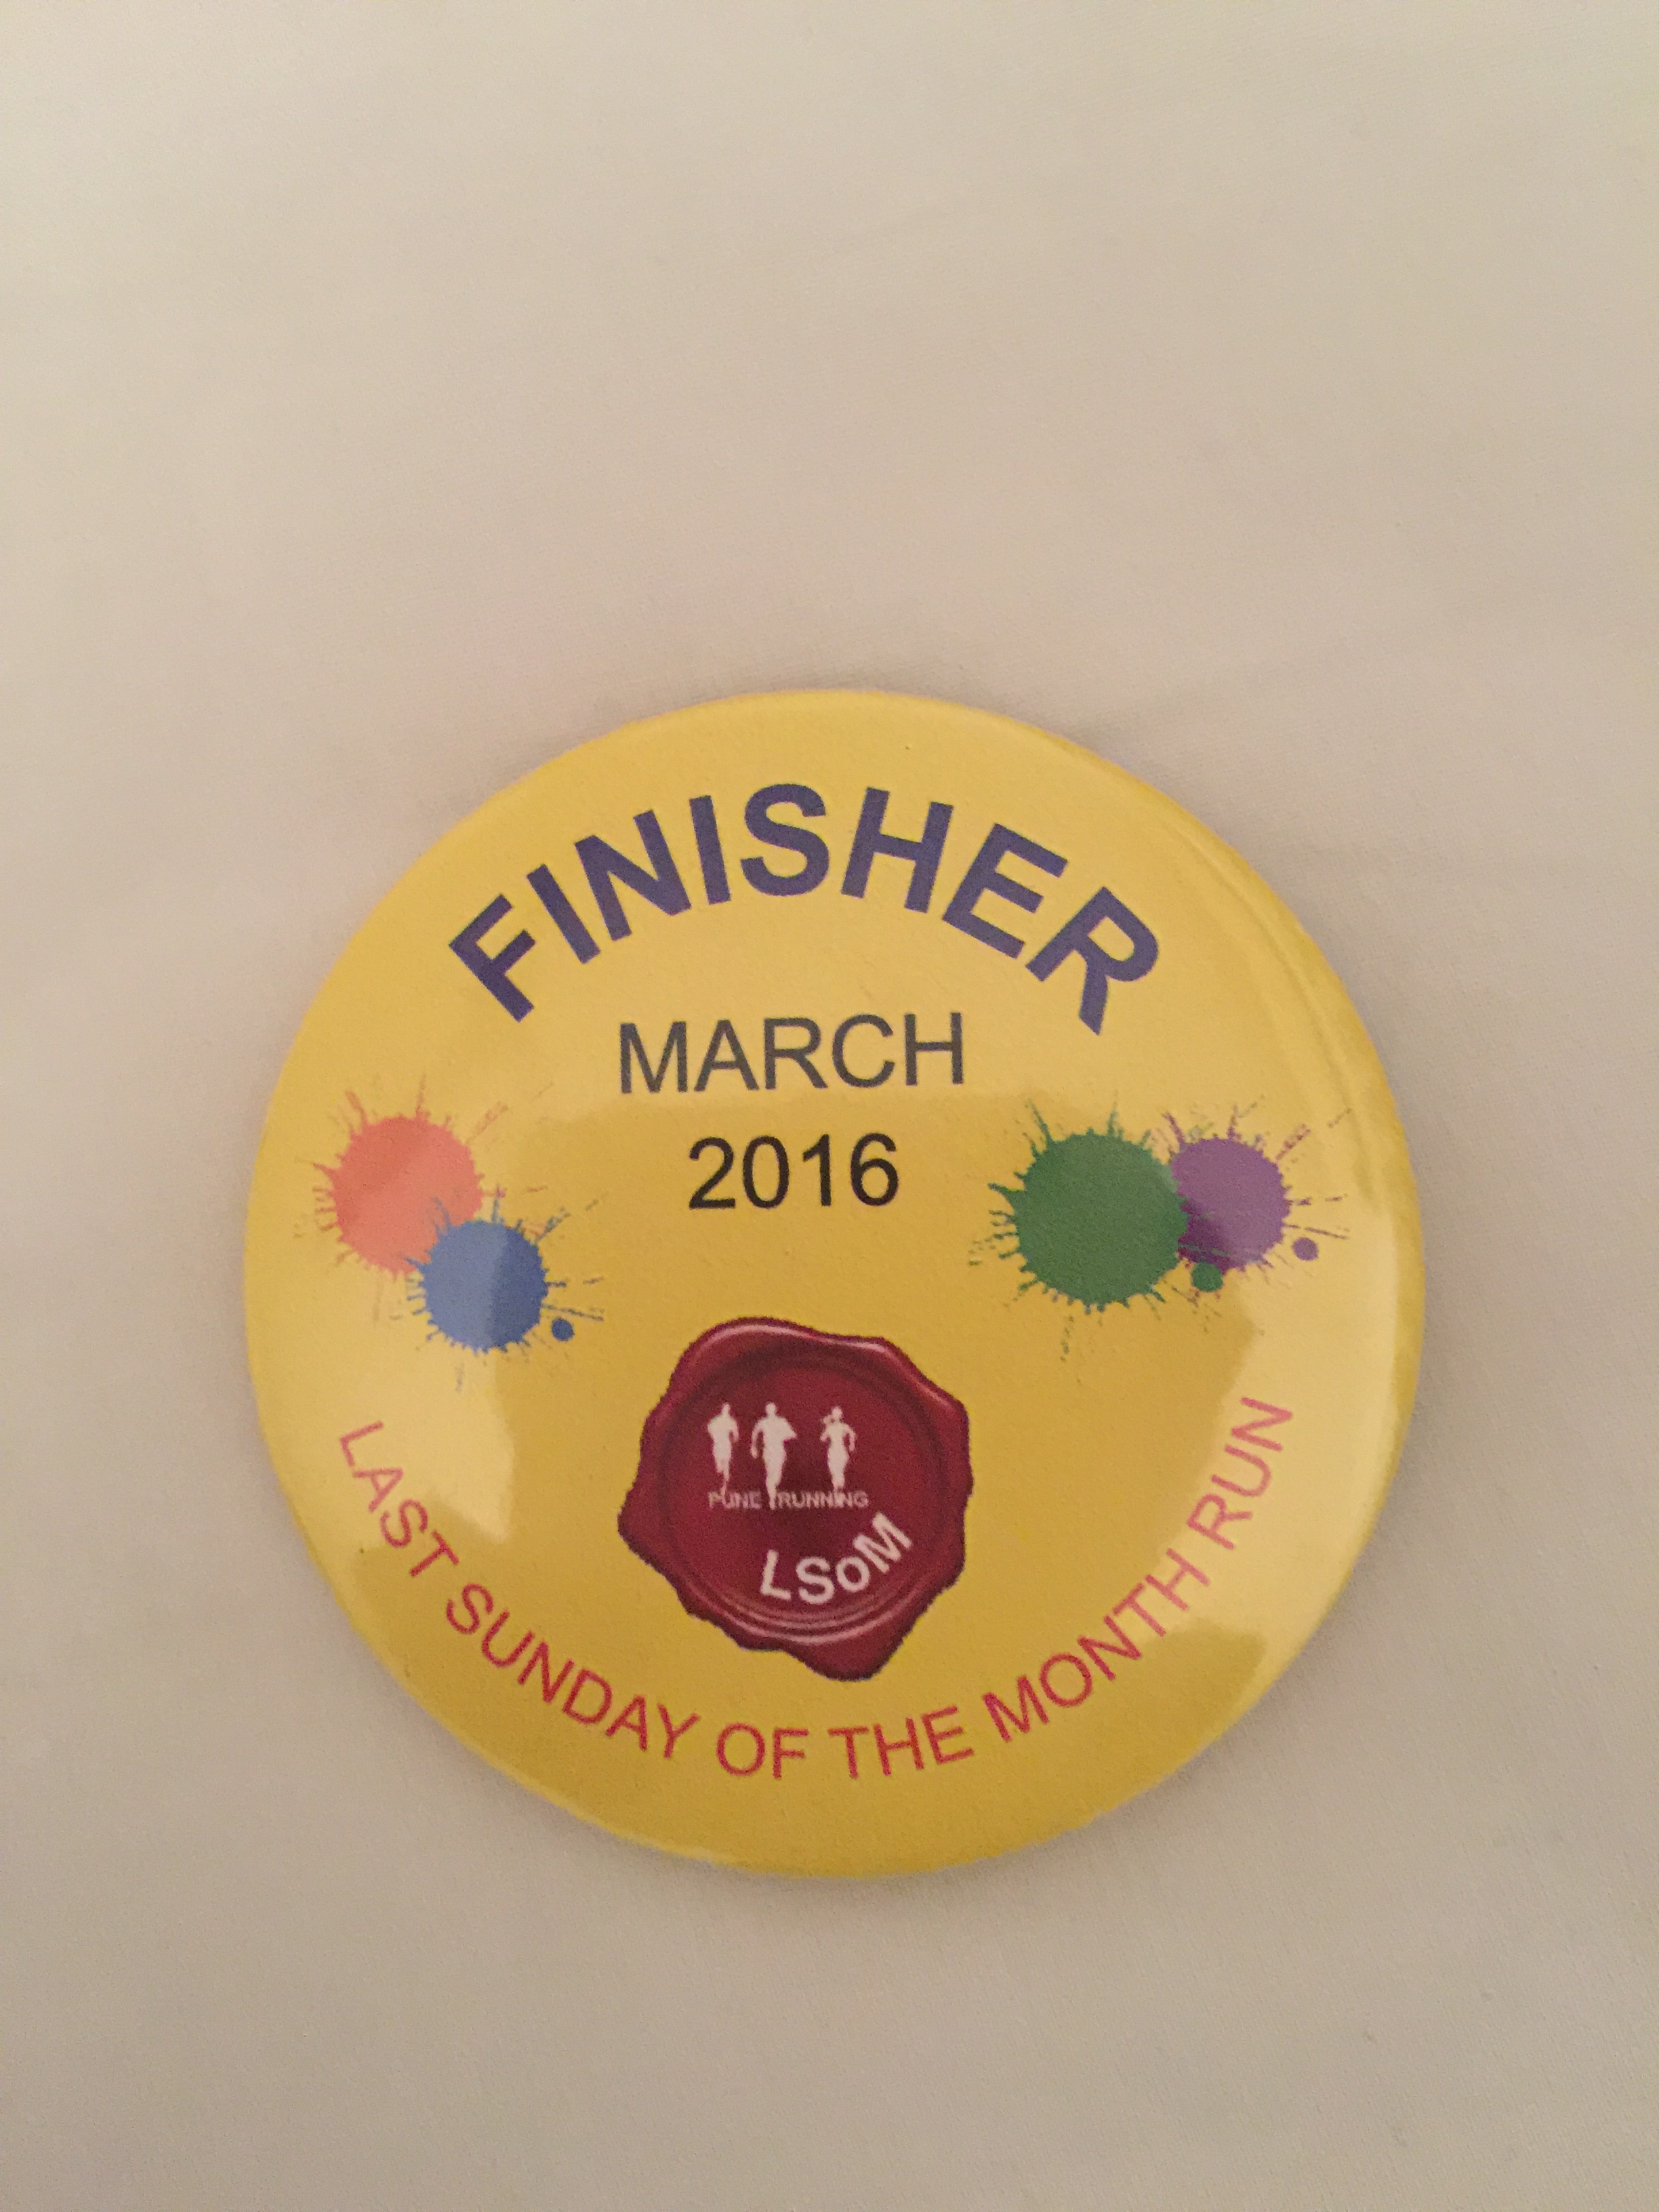 FINISHER
MARCH
2016
PUNE RUNNING
LSoM
LAST SUNDAY OF THE MONTH RUN